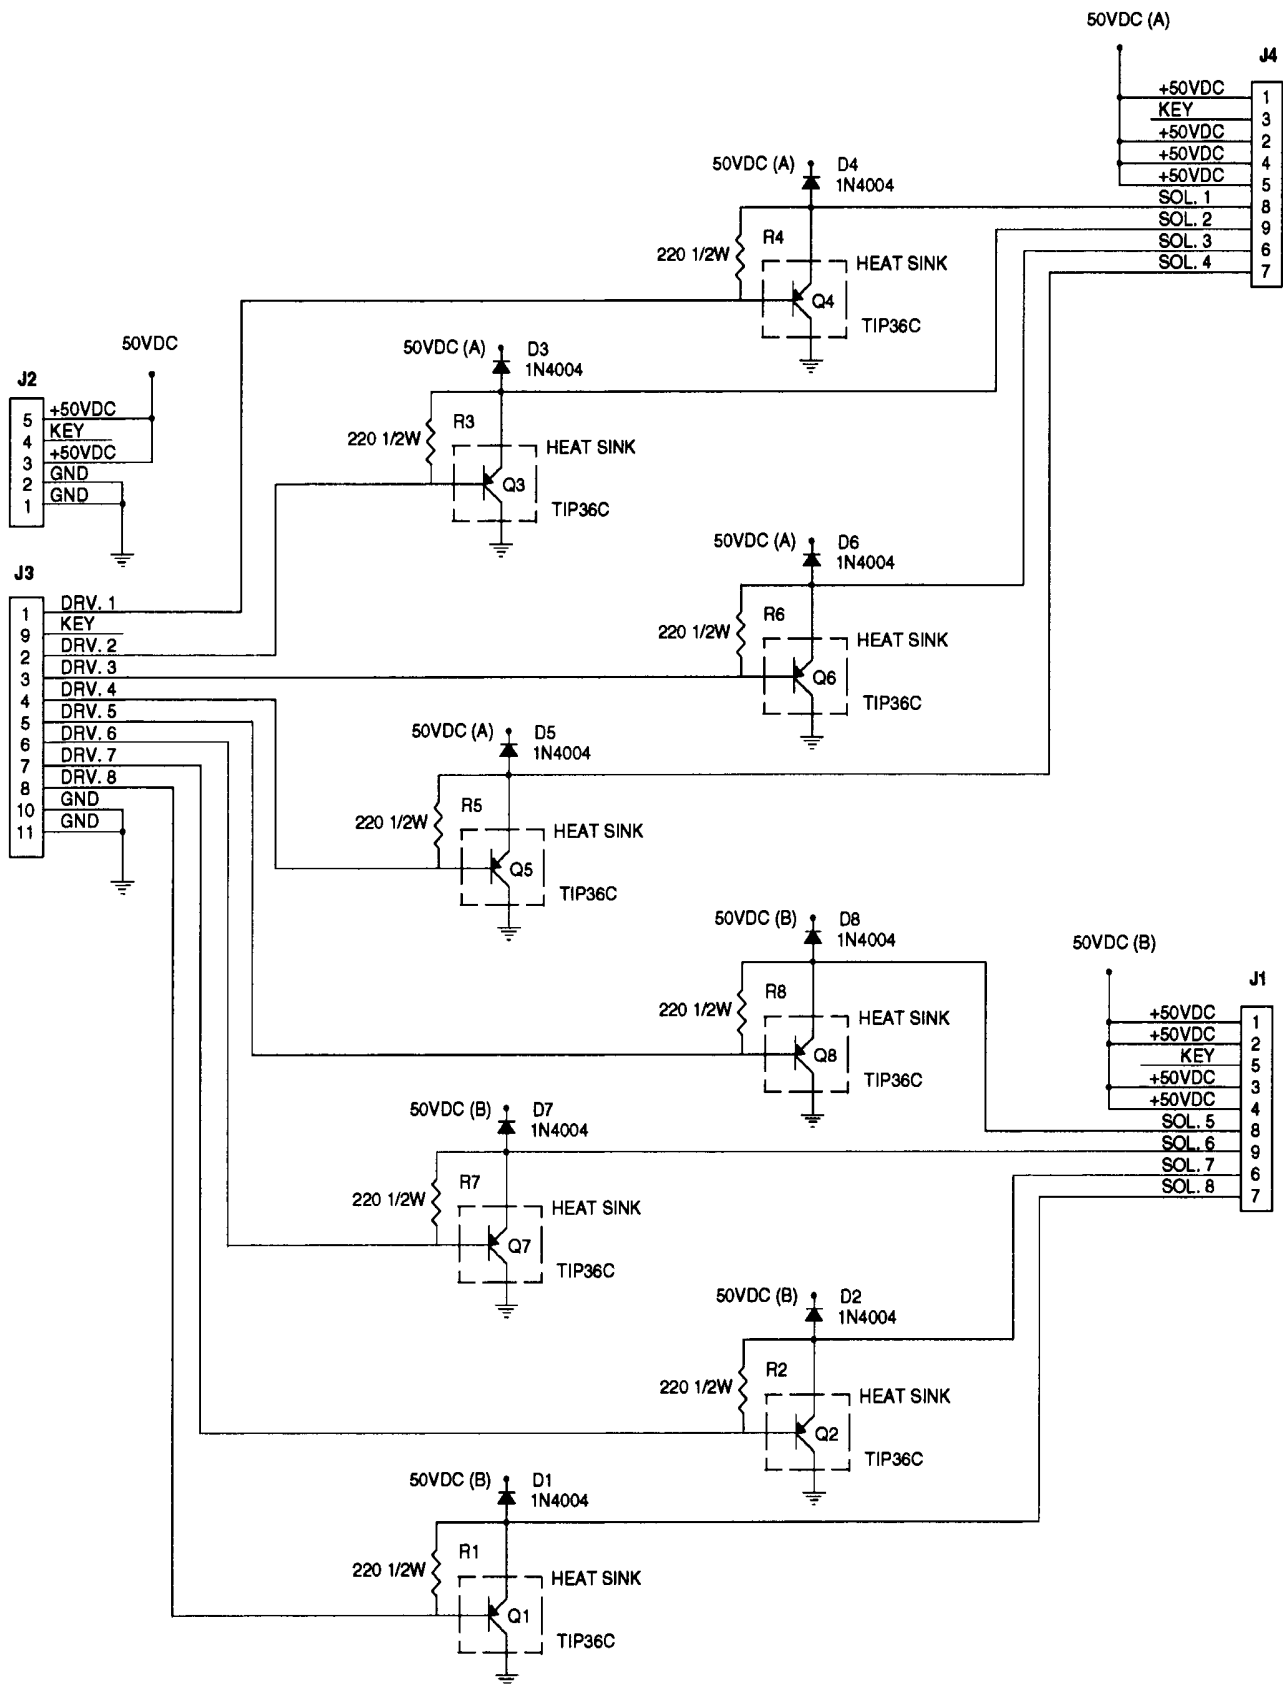 50VDC (A)
J4
+50VDC 1
KEY 3
+50VDC 2
+50VDC 4
+50VDC 5
SOL. 1 8
SOL. 2 9
SOL. 3 6
SOL. 4 7
50VDC (A) D4
1N4004
R4
220 1/2W
HEAT SINK
Q4
TIP36C
50VDC (A) D3
1N4004
R3
220 1/2W
HEAT SINK
Q3
TIP36C
50VDC
J2
5 +50VDC
4 KEY
3 +50VDC
2 GND
1 GND
J3
1 DRV. 1
9 KEY
2 DRV. 2
3 DRV. 3
4 DRV. 4
5 DRV. 5
6 DRV. 6
7 DRV. 7
8 DRV. 8
10 GND
11 GND
50VDC (A) D6
1N4004
R6
220 1/2W
HEAT SINK
Q6
TIP36C
50VDC (A) D5
1N4004
R5
220 1/2W
HEAT SINK
Q5
TIP36C
50VDC (B) D8
1N4004
R8
220 1/2W
HEAT SINK
Q8
TIP36C
50VDC (B)
J1
+50VDC 1
+50VDC 2
KEY 5
+50VDC 3
+50VDC 4
SOL. 5 8
SOL. 6 9
SOL. 7 6
SOL. 8 7
50VDC (B) D7
1N4004
R7
220 1/2W
HEAT SINK
Q7
TIP36C
50VDC (B) D2
1N4004
R2
220 1/2W
HEAT SINK
Q2
TIP36C
50VDC (B) D1
1N4004
R1
220 1/2W
HEAT SINK
Q1
TIP36C